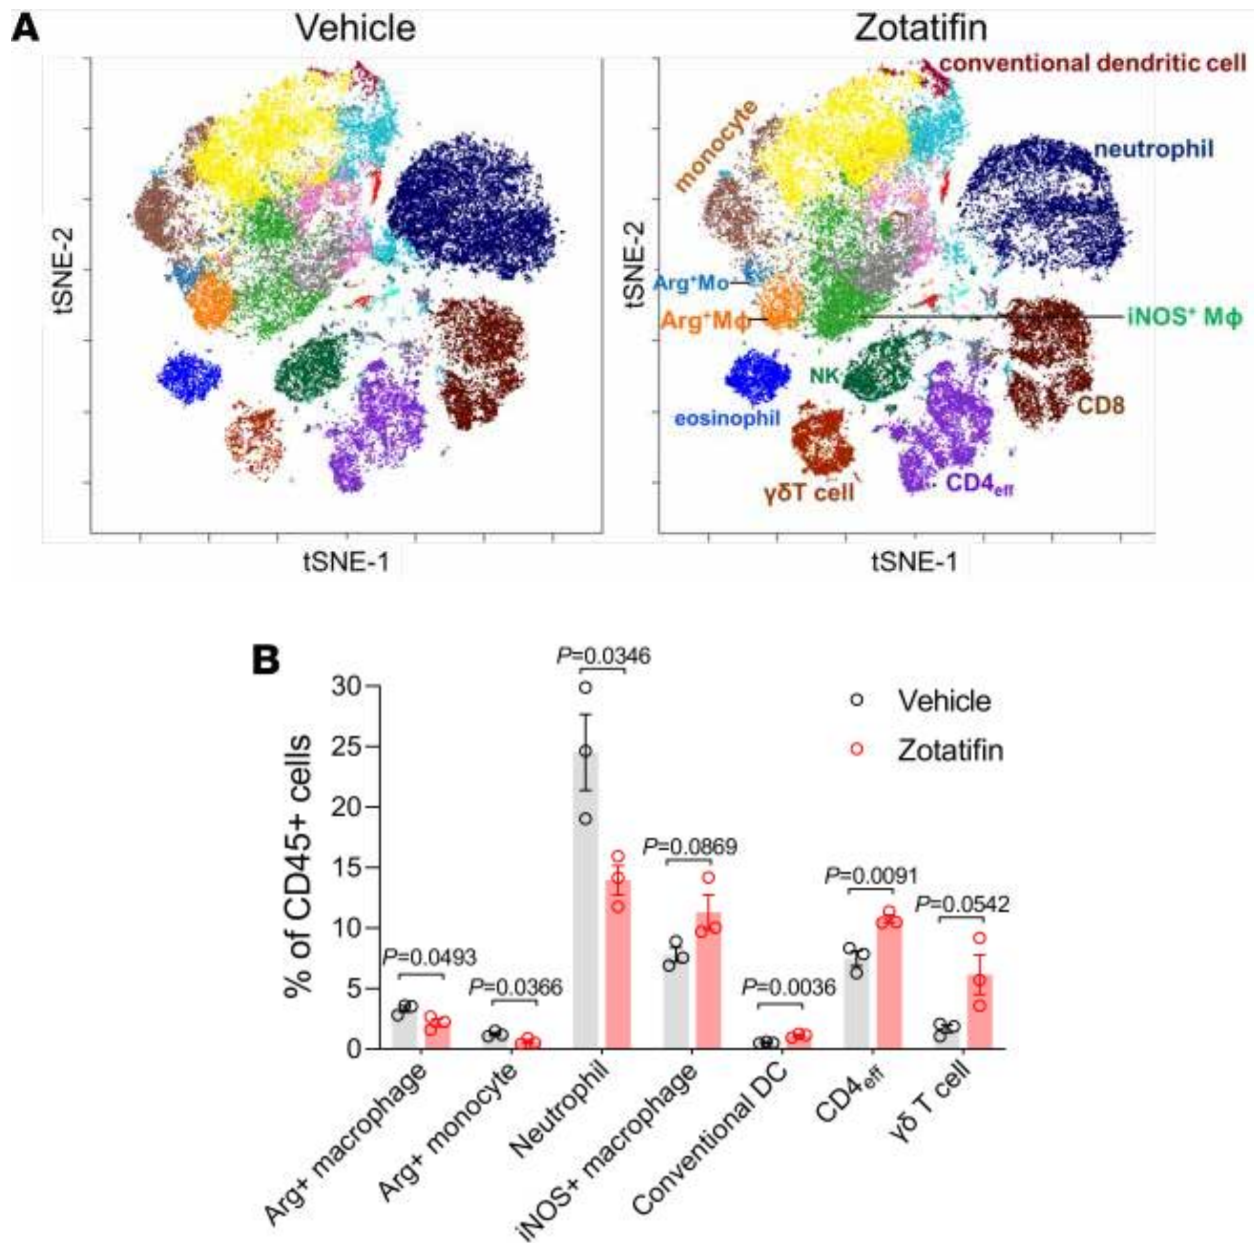 A
Vehicle
Zotatifin
conventional dendritic cell
monocyte
neutrophil
tSNE-2
tSNE-2
Arg⁺Mo
Arg⁺Mϕ
iNOS⁺ Mϕ
NK
eosinophil
CD8
γδT cell
CD4eff
tSNE-1
tSNE-1
B
P=0.0346
30
Vehicle
25
Zotatifin
20
% of CD45+ cells
15
P=0.0869
P=0.0091
P=0.0542
10
P=0.0493
P=0.0366
P=0.0036
5
0
Arg+ macrophage
Arg+ monocyte
Neutrophil
iNOS+ macrophage
Conventional DC
CD4eff
γδ T cell